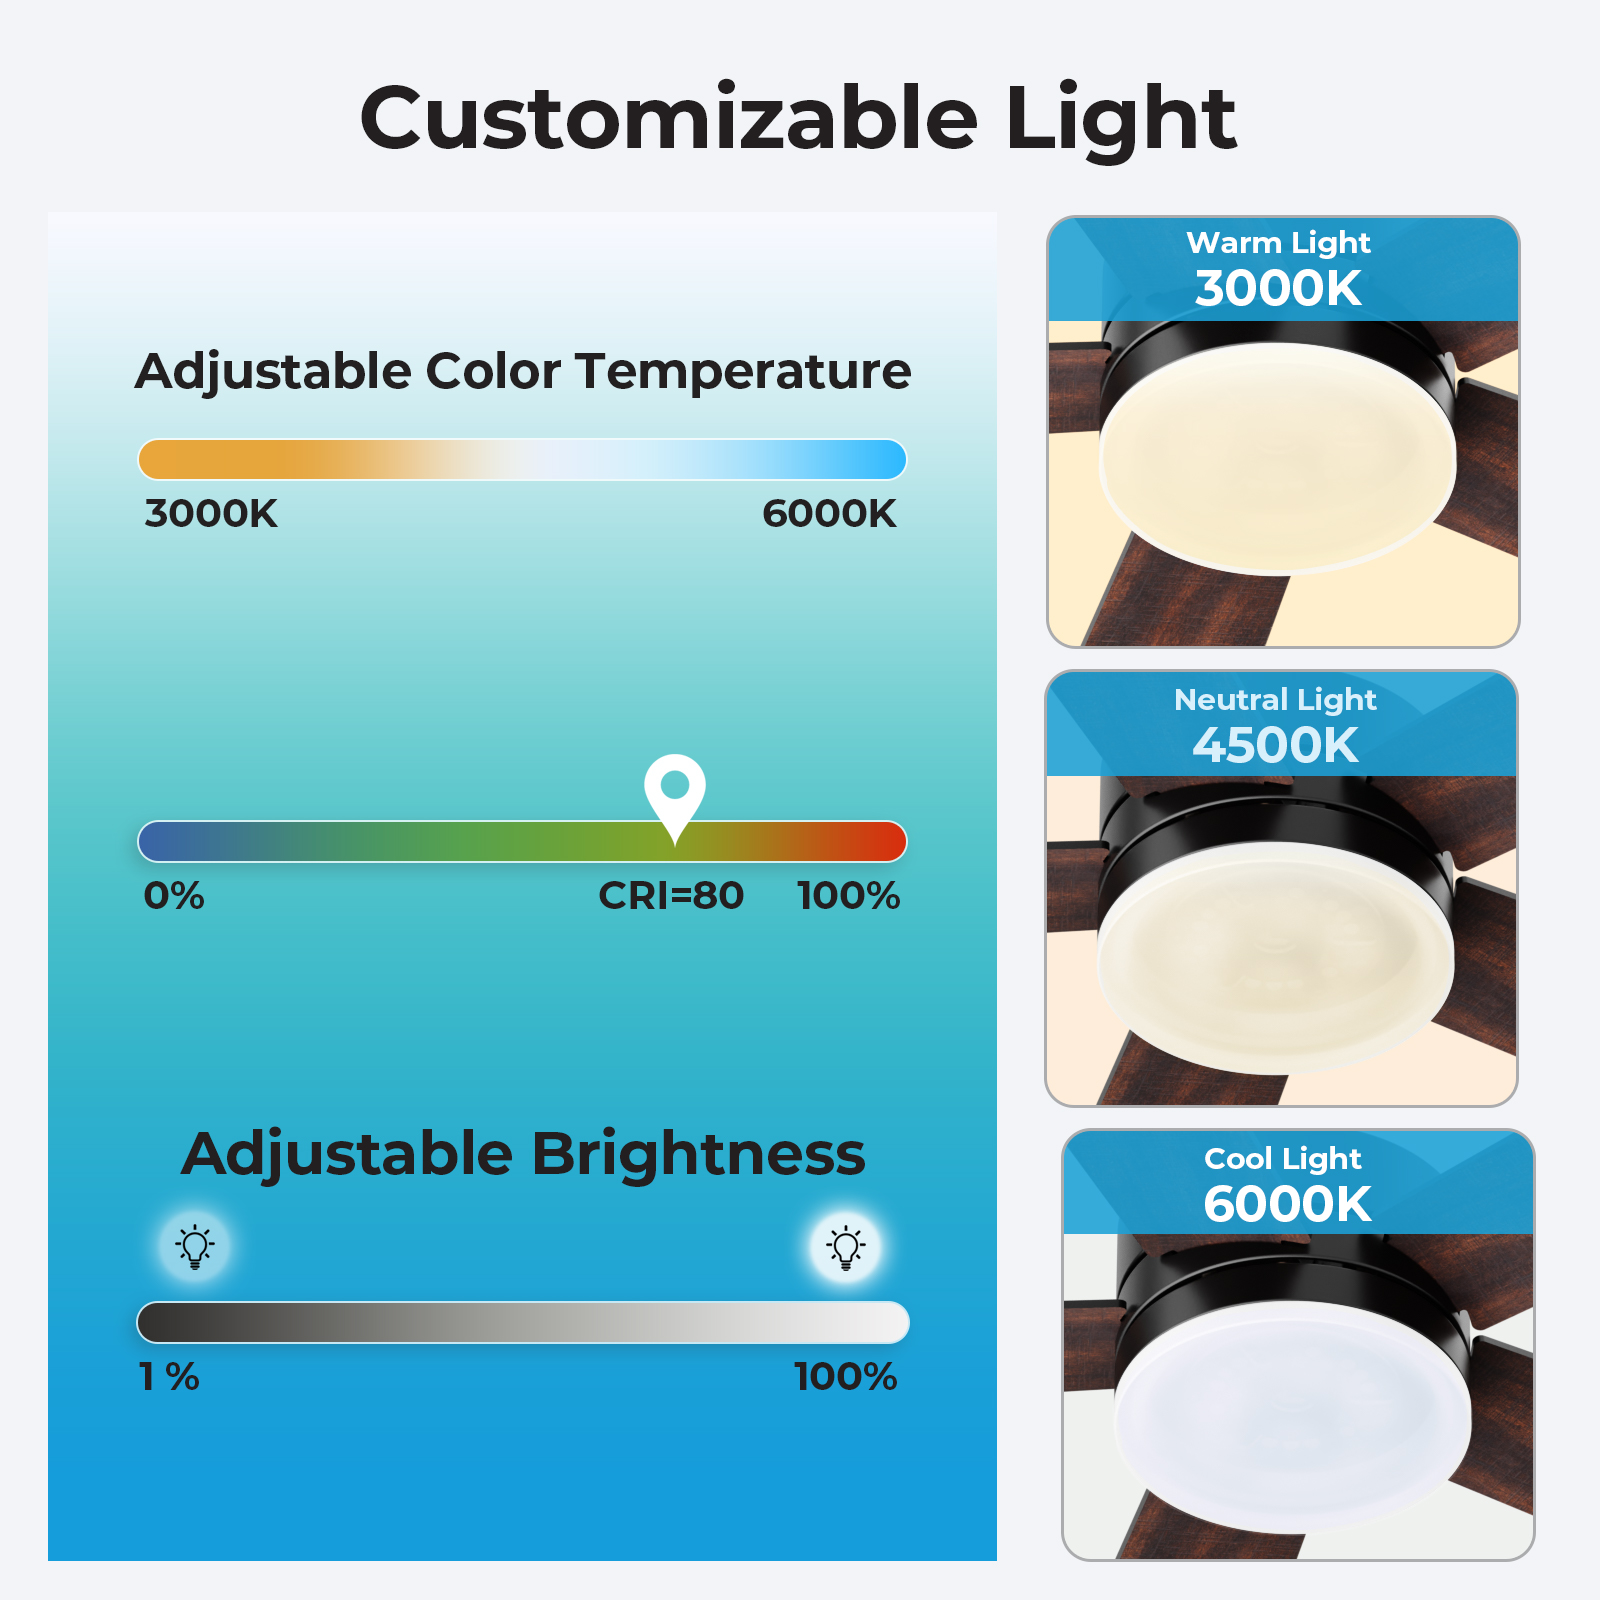 Customizable Light
Adjustable Color Temperature
3000K
6000K
0%
CRI=80
100%
Adjustable Brightness
1 %
100%
Warm Light
3000K
Neutral Light
4500K
Cool Light
6000K